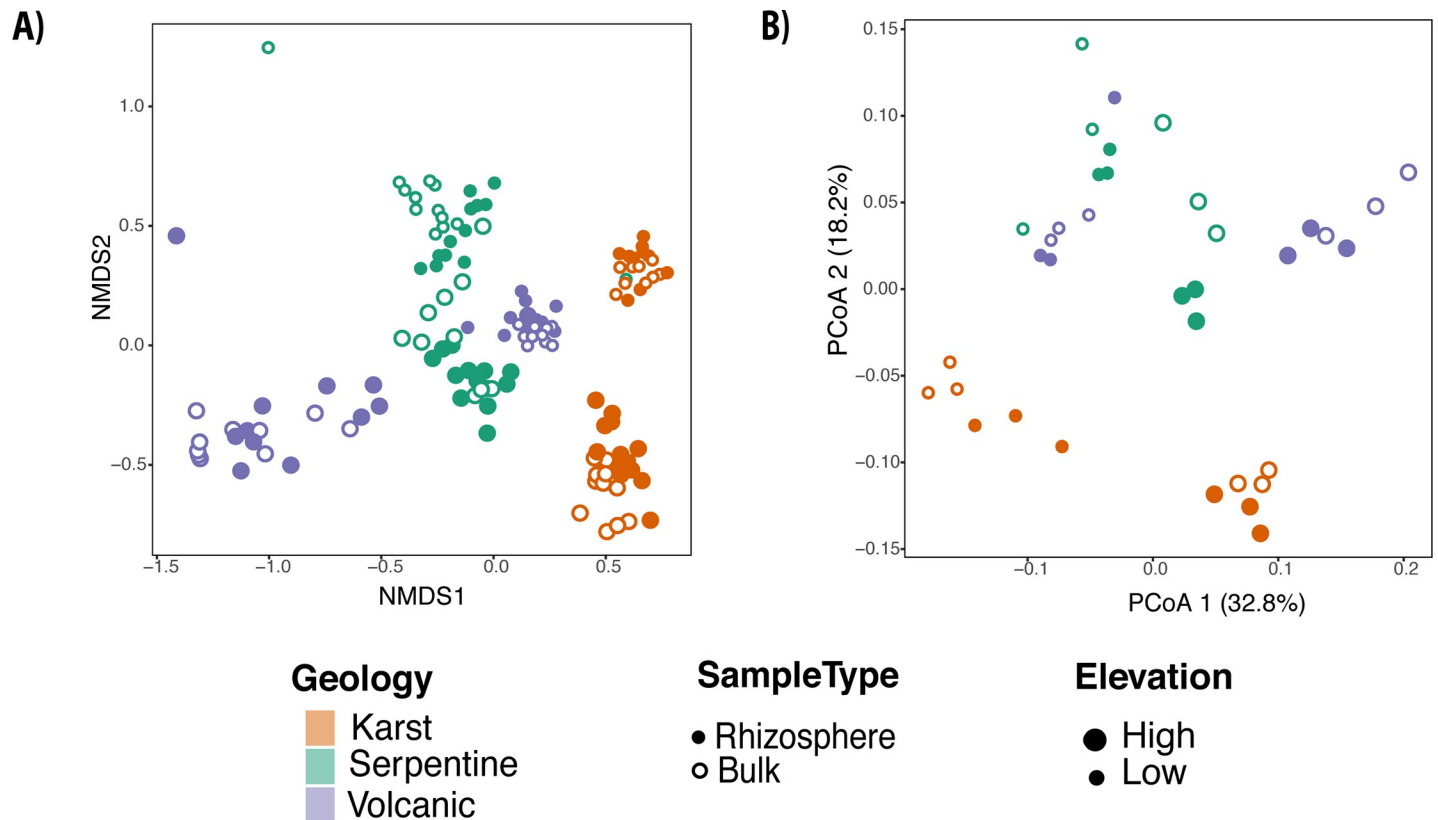 A)
B)
1.0
0.5
0.0
−0.5
NMDS2
−1.5
−1.0
−0.5
0.0
0.5
NMDS1
0.15
0.10
0.05
0.00
−0.05
−0.10
−0.15
PCoA 2 (18.2%)
−0.1
0.0
0.1
0.2
PCoA 1 (32.8%)
Geology
Karst
Serpentine
Volcanic
SampleType
Rhizosphere
Bulk
Elevation
High
Low